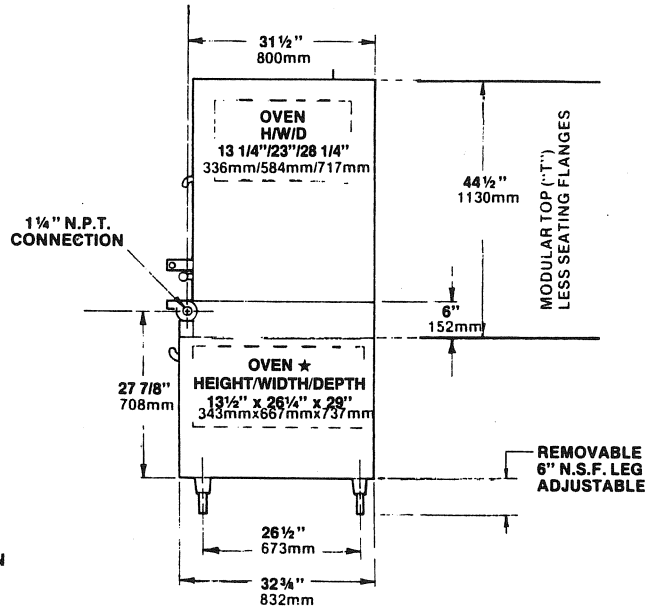 31½"
800mm
OVEN
H/W/D
13 1/4"/23"/28 1/4"
336mm/584mm/717mm
44½"
1130mm
MODULAR TOP ("T")
LESS SEATING FLANGES
1¼" N.P.T.
CONNECTION
6"
152mm
OVEN ★
HEIGHT/WIDTH/DEPTH
13½" x 26¼" x 29"
343mmx667mmx737mm
27 7/8"
708mm
REMOVABLE
6" N.S.F. LEG
ADJUSTABLE
26½"
673mm
32¾"
832mm